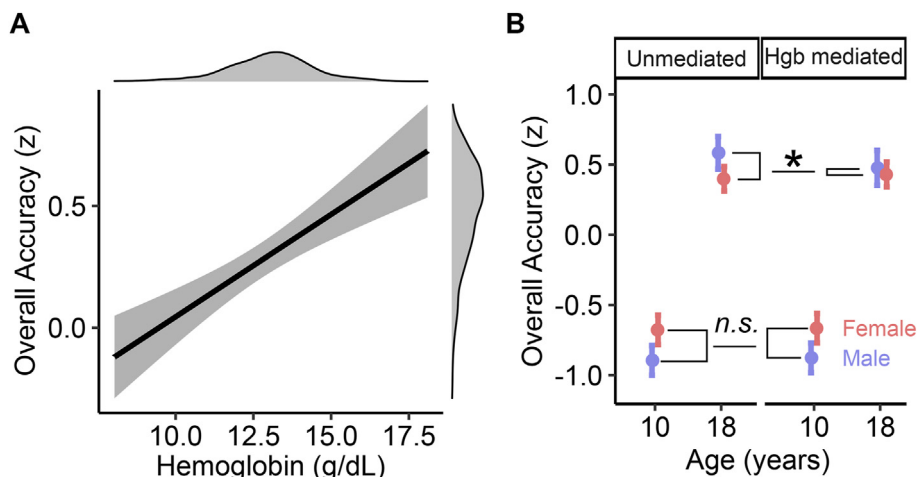 A
Overall Accuracy (z)
0.5
0.0
10.0 12.5 15.0 17.5
Hemoglobin (g/dL)
B
Unmediated Hgb mediated
Overall Accuracy (z)
1.0
0.5
0.0
-0.5
-1.0
*
n.s.
Female
Male
10 18 10 18
Age (years)